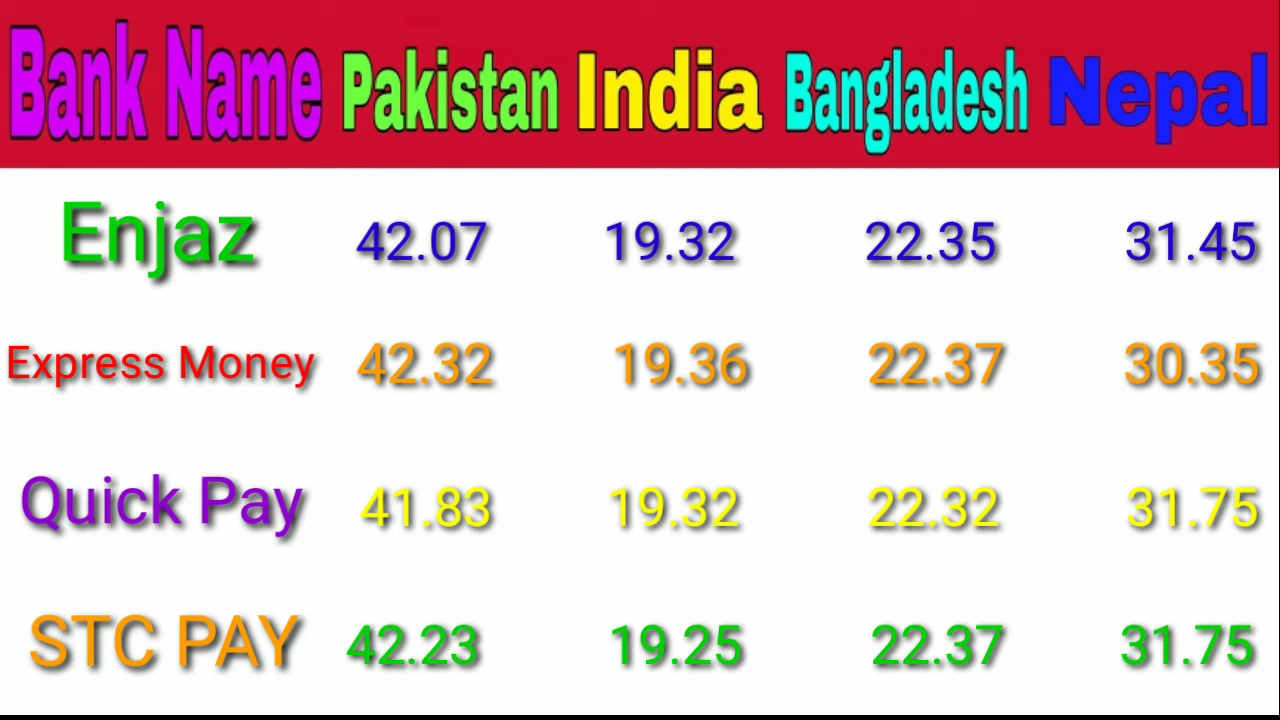 Bank Name Pakistan India Bangladesh Nepal
Enjaz 42.07 19.32 22.35 31.45
Express Money 42.32 19.36 22.37 30.35
Quick Pay 41.83 19.32 22.32 31.75
STC PAY 42.23 19.25 22.37 31.75